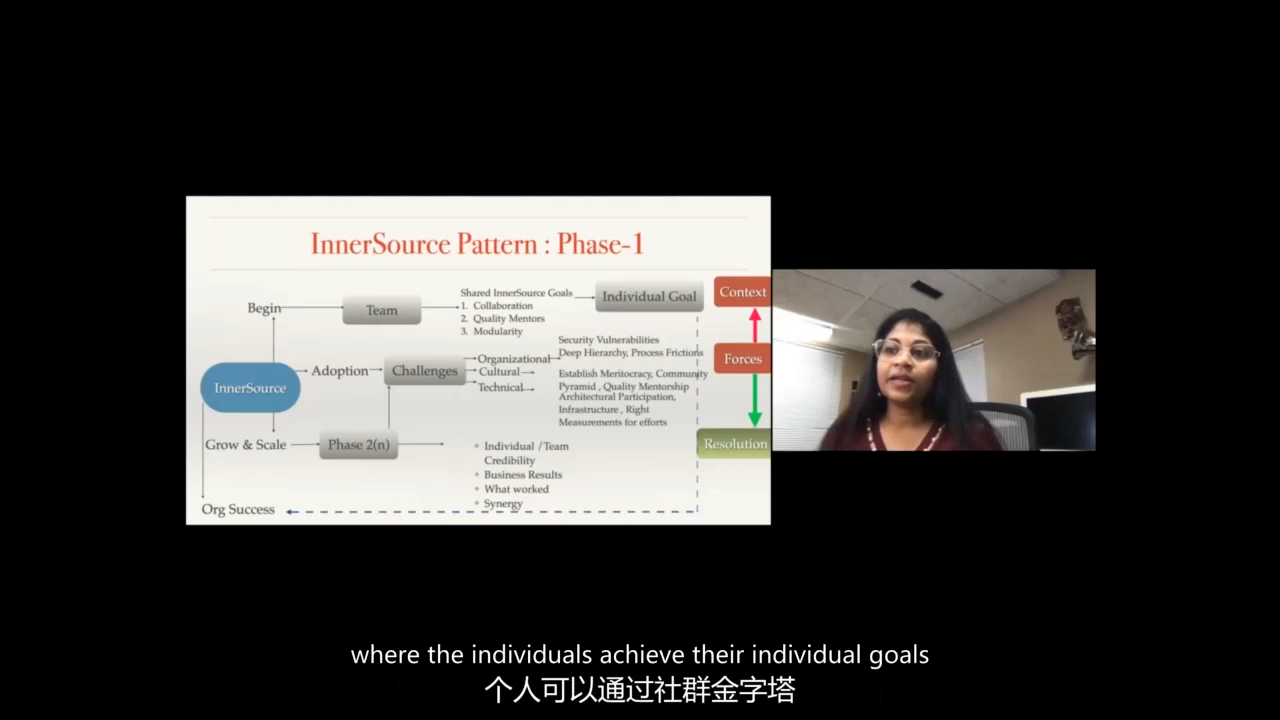 InnerSource Pattern : Phase-1
Begin
Team
Shared InnerSource Goals
1. Collaboration
2. Quality Mentors
3. Modularity
Individual Goal
Context
InnerSource
Adoption
Challenges
Organizational
Cultural
Technical
Security Vulnerabilities
Deep Hierarchy, Process Frictions
Establish Meritocracy, Community
Pyramid , Quality Mentorship
Architectural Participation,
Infrastructure , Right
Measurements for efforts
Forces
Grow & Scale
Phase 2(n)
• Individual /Team
Credibility
• Business Results
• What worked
• Synergy
Resolution
Org Success
where the individuals achieve their individual goals
个人可以通过社群金字塔